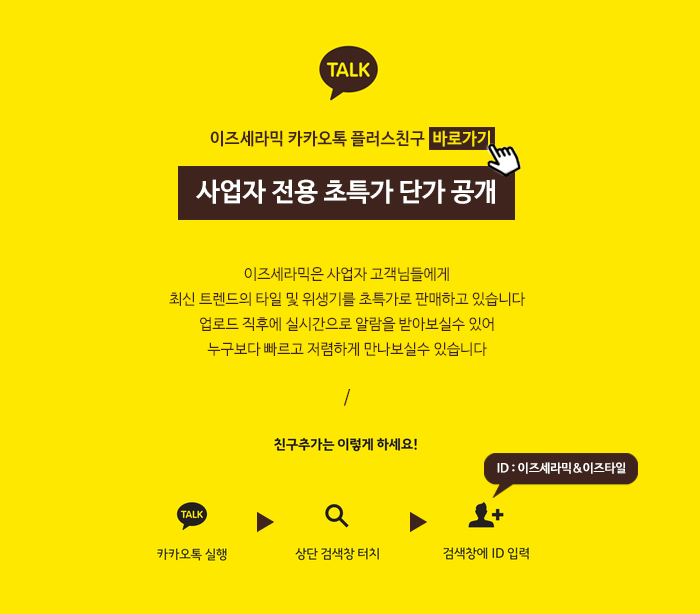 TALK
이즈세라믹 카카오톡 플러스친구 바로가기
사업자 전용 초특가 단가 공개
이즈세라믹은 사업자 고객님들에게
최신 트렌드의 타일 및 위생기를 초특가로 판매하고 있습니다
업로드 직후에 실시간으로 알람을 받아보실수 있어
누구보다 빠르고 저렴하게 만나보실수 있습니다
/
친구추가는 이렇게 하세요!
ID : 이즈세라믹&이즈타일
TALK
카카오톡 실행
상단 검색창 터치
검색창에 ID 입력